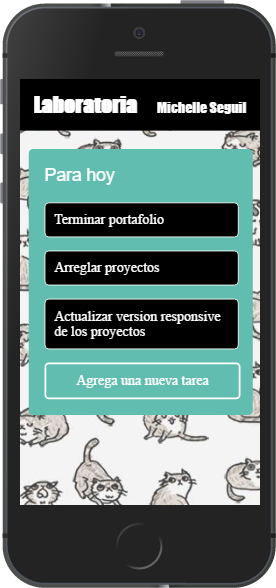 Laboratoria Michelle Seguil
Para hoy
Terminar portafolio
Arreglar proyectos
Actualizar version responsive
de los proyectos
Agrega una nueva tarea